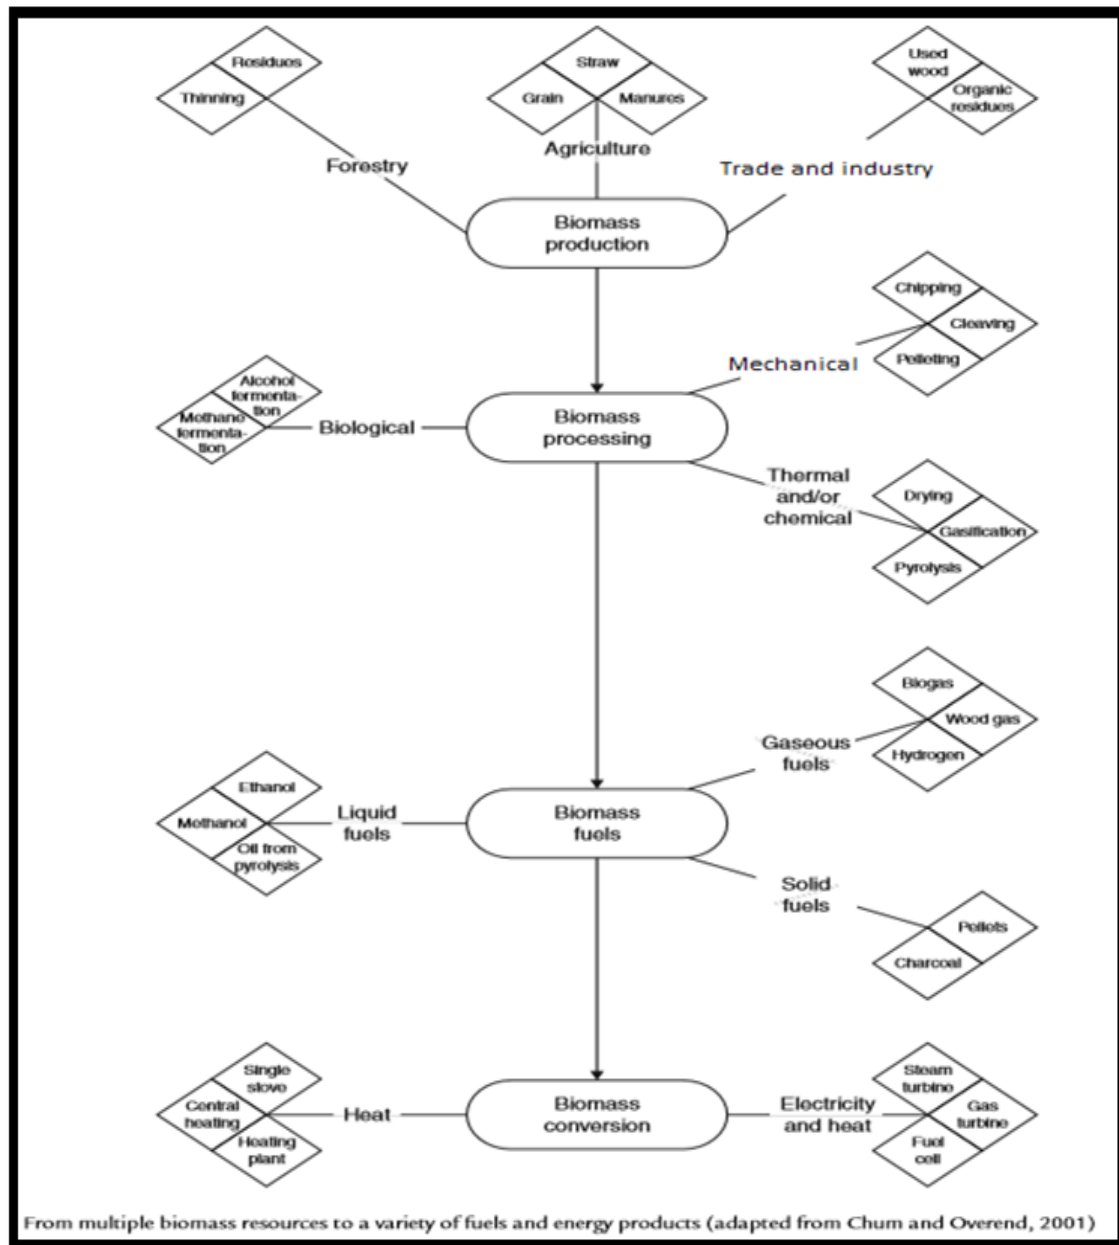 Residues
Thinning
Straw
Grain
Manures
Used
wood
Organic
residues
Forestry
Agriculture
Trade and industry
Biomass
production
Chipping
Cleaving
Pelleting
Mechanical
Alcohol
fermenta-
tion
Methane
fermenta-
tion
Biological
Biomass
processing
Thermal
and/or
chemical
Drying
Gasification
Pyrolysis
Biogas
Wood gas
Hydrogen
Gaseous
fuels
Ethanol
Methanol
Oil from
pyrolysis
Liquid
fuels
Biomass
fuels
Solid
fuels
Pellets
Charcoal
Single
stove
Central
heating
Heating
plant
Heat
Biomass
conversion
Electricity
and heat
Steam
turbine
Gas
turbine
Fuel
cell
From multiple biomass resources to a variety of fuels and energy products (adapted from Chum and Overend, 2001)